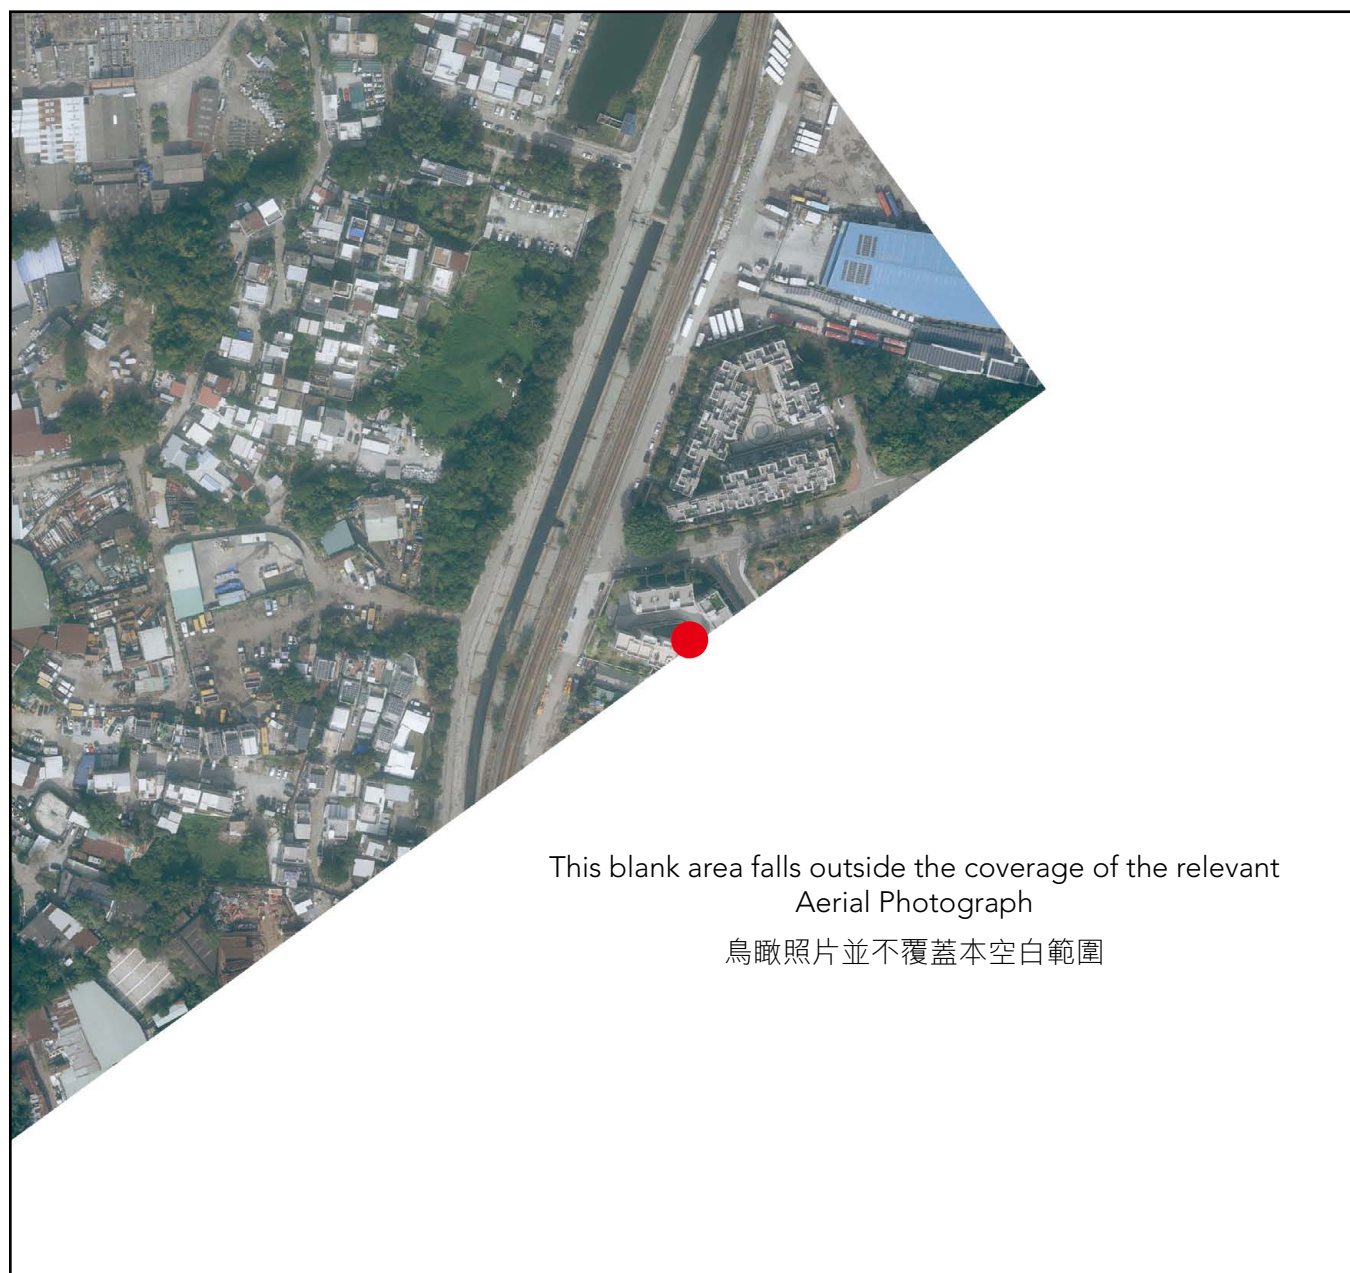 This blank area falls outside the coverage of the relevant
Aerial Photograph
鳥瞰照片並不覆蓋本空白範圍